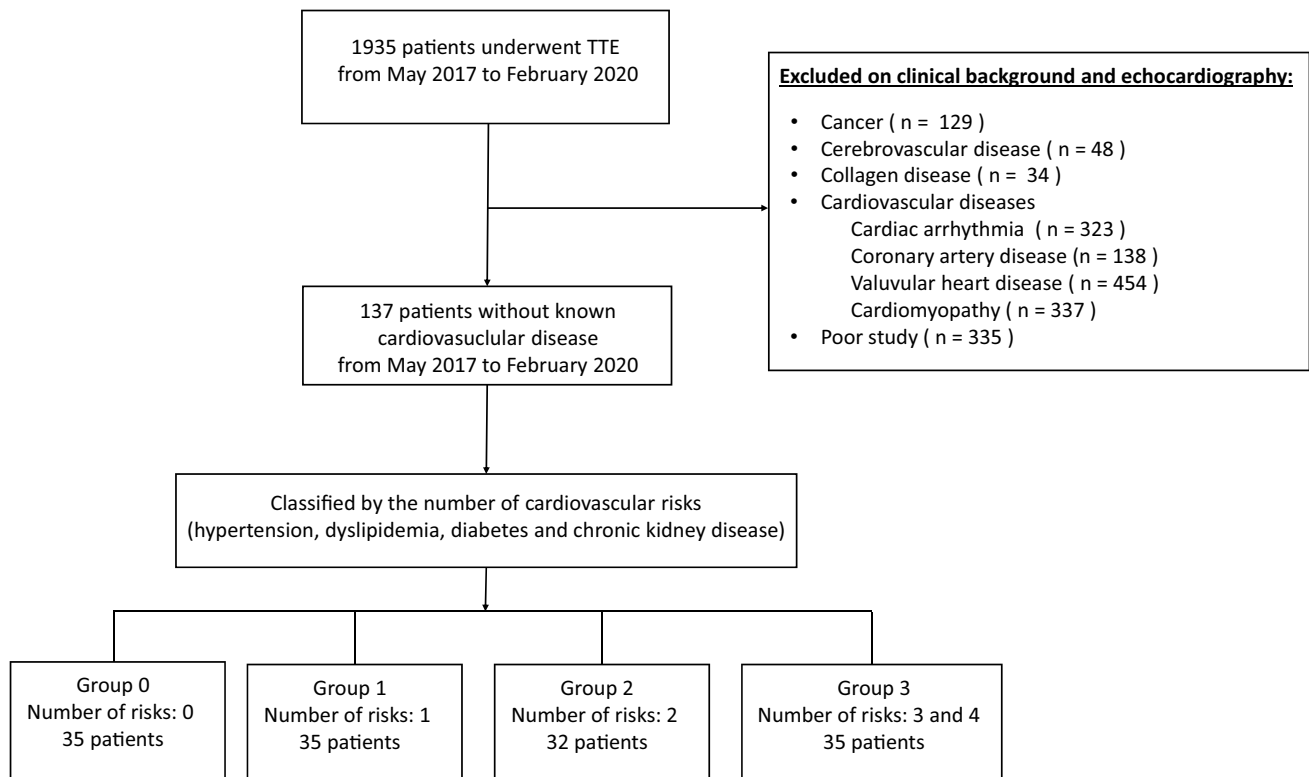 1935 patients underwent TTE
from May 2017 to February 2020
Excluded on clinical background and echocardiography:
• Cancer ( n =  129 )
• Cerebrovascular disease ( n = 48 )
• Collagen disease ( n =  34 )
• Cardiovascular diseases
Cardiac arrhythmia  ( n = 323 )
Coronary artery disease (n = 138 )
Valuvular heart disease ( n = 454 )
Cardiomyopathy ( n = 337 )
• Poor study ( n = 335 )
137 patients without known
cardiovasuclular disease
from May 2017 to February 2020
Classified by the number of cardiovascular risks
(hypertension, dyslipidemia, diabetes and chronic kidney disease)
Group 0
Number of risks: 0
35 patients
Group 1
Number of risks: 1
35 patients
Group 2
Number of risks: 2
32 patients
Group 3
Number of risks: 3 and 4
35 patients